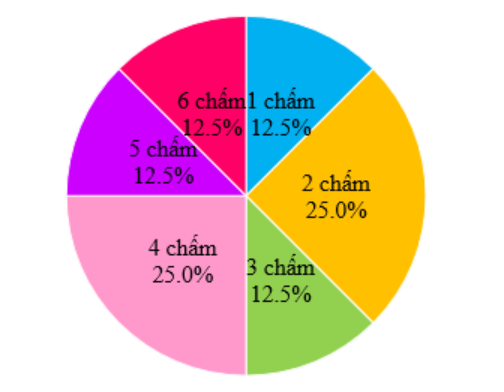 1 chấm
12.5%
2 chấm
25.0%
3 chấm
12.5%
4 chấm
25.0%
5 chấm
12.5%
6 chấm
12.5%